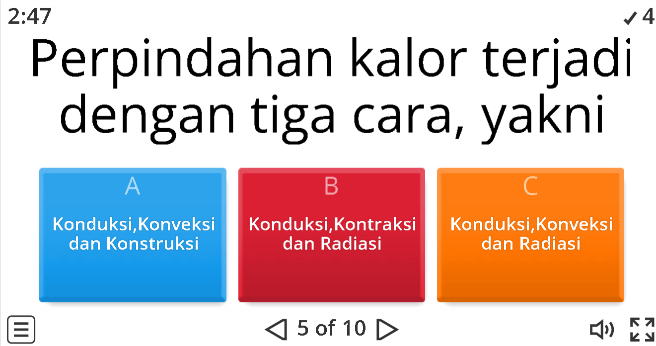 2:47
✓ 4
Perpindahan kalor terjadi
dengan tiga cara, yakni
A
Konduksi,Konveksi
dan Konstruksi
B
Konduksi,Kontraksi
dan Radiasi
C
Konduksi,Konveksi
dan Radiasi
5 of 10